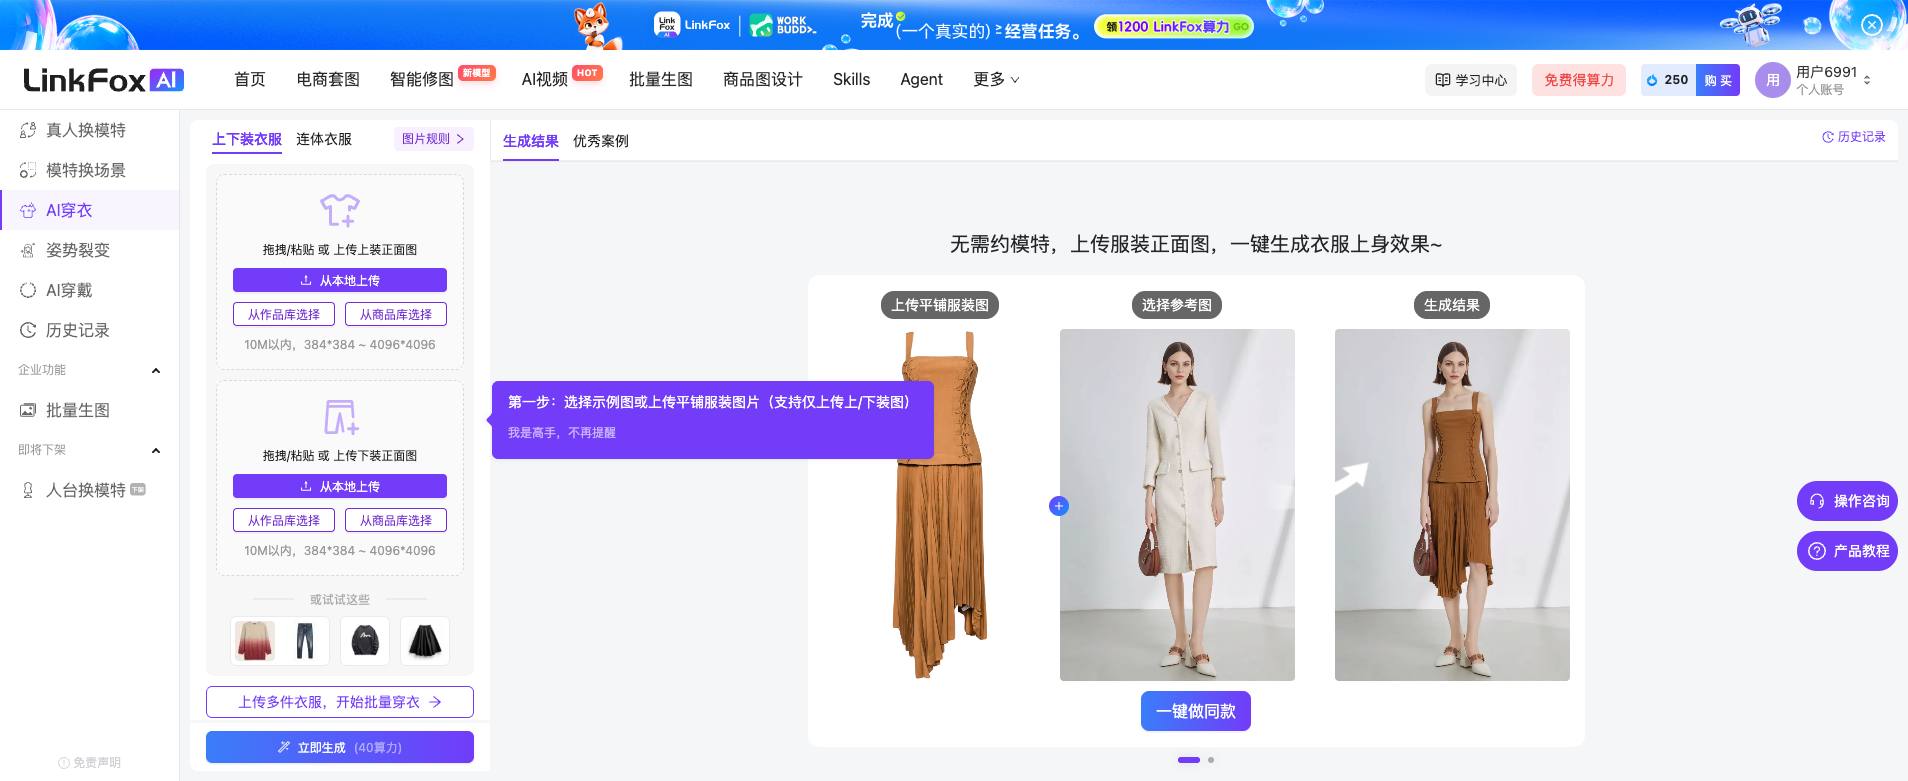 LinkFox AI
LinkFox
WORK BUDD>_
完成
(一个真实的)
经营任务。
领1200 LinkFox算力 GO
LinkFox AI
首页
电商套图
智能修图
新模型
AI视频
HOT
批量生图
商品图设计
Skills
Agent
更多
学习中心
免费得算力
250
购买
用
用户6991
个人账号
真人换模特
模特换场景
AI穿衣
姿势裂变
AI穿戴
历史记录
企业功能
批量生图
即将下架
人台换模特
下架
免责声明
上下装衣服
连体衣服
图片规则
拖拽/粘贴 或 上传上装正面图
从本地上传
从作品库选择
从商品库选择
10M以内，384*384 ~ 4096*4096
拖拽/粘贴 或 上传下装正面图
从本地上传
从作品库选择
从商品库选择
10M以内，384*384 ~ 4096*4096
或试试这些
上传多件衣服，开始批量穿衣
立即生成 (40算力)
生成结果
优秀案例
历史记录
无需约模特，上传服装正面图，一键生成衣服上身效果~
上传平铺服装图
选择参考图
生成结果
第一步：选择示例图或上传平铺服装图片（支持仅上传上/下装图）
我是高手，不再提醒
一键做同款
操作咨询
产品教程